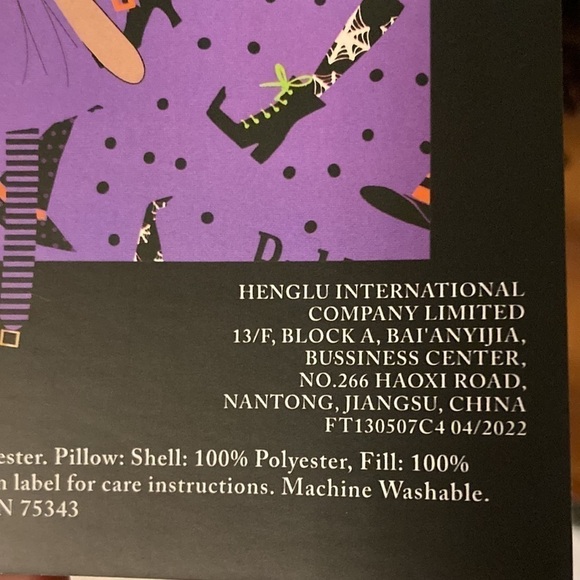 HENGLU INTERNATIONAL
COMPANY LIMITED
13/F, BLOCK A, BAI'ANYIJIA,
BUSSINESS CENTER,
NO.266 HAOXI ROAD,
NANTONG, JIANGSU, CHINA
FT130507C4 04/2022
ester. Pillow: Shell: 100% Polyester, Fill: 100%
n label for care instructions. Machine Washable.
N 75343